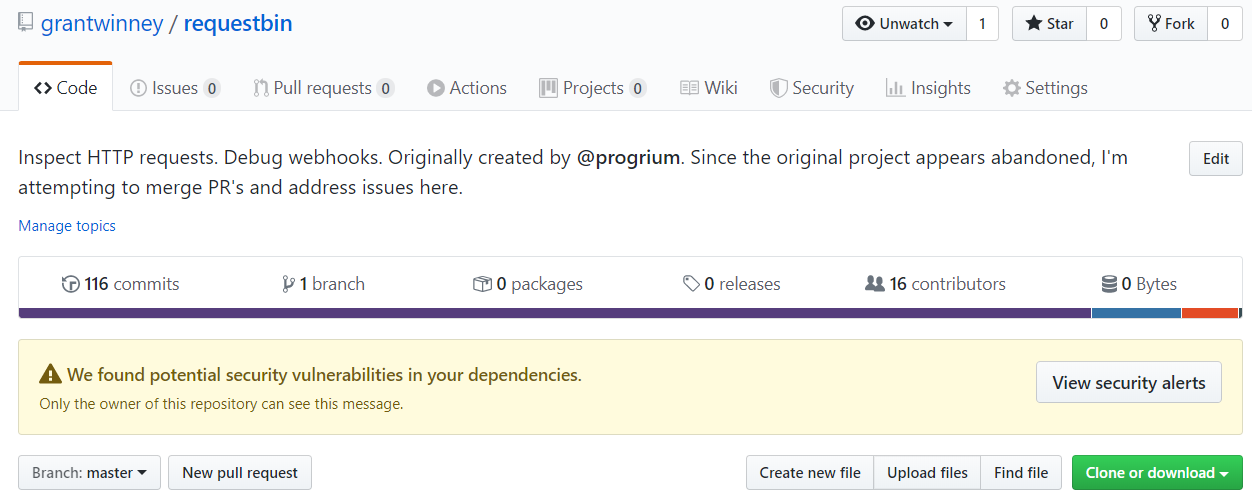 grantwinney / requestbin Unwatch 1 Star 0 Fork 0
Code Issues 0 Pull requests 0 Actions Projects 0 Wiki Security Insights Settings
Inspect HTTP requests. Debug webhooks. Originally created by @progrium. Since the original project appears abandoned, I'm Edit
attempting to merge PR's and address issues here.
Manage topics
116 commits 1 branch 0 packages 0 releases 16 contributors 0 Bytes
We found potential security vulnerabilities in your dependencies. View security alerts
Only the owner of this repository can see this message.
Branch: master New pull request Create new file Upload files Find file Clone or download